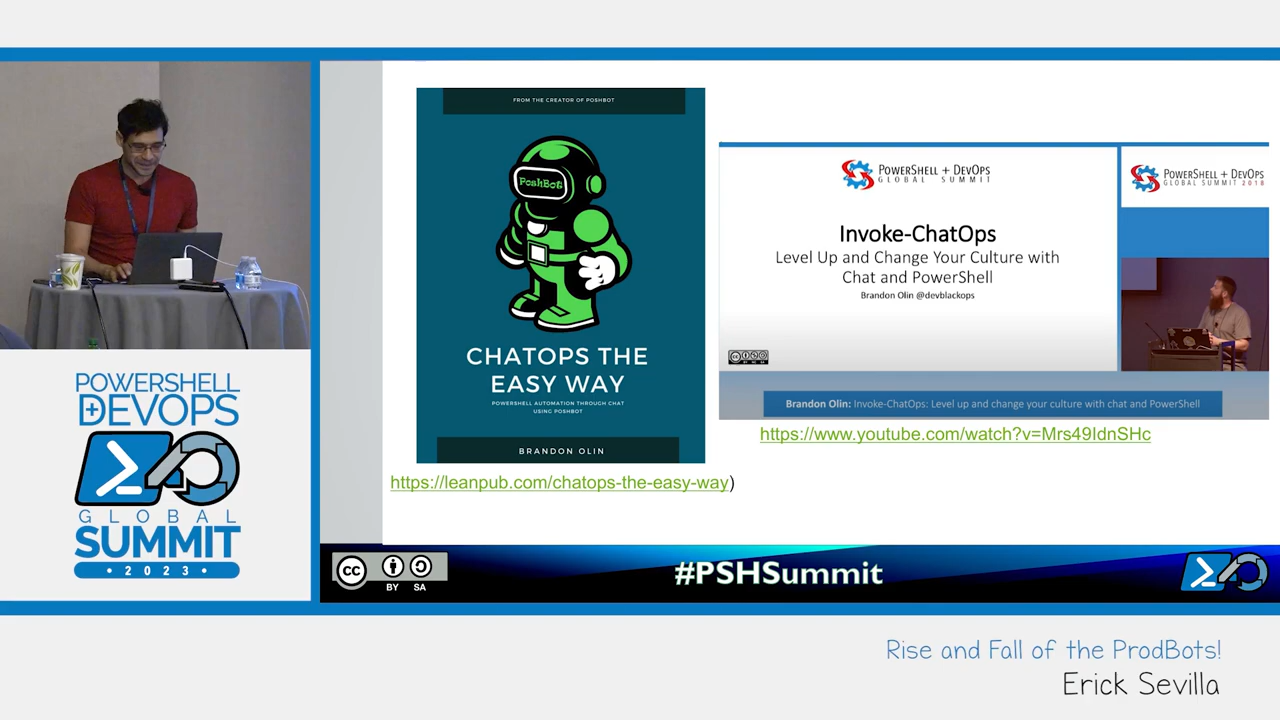 FROM THE CREATOR OF POSHBOT
PoshBot
CHATOPS THE
EASY WAY
POWERSHELL AUTOMATION THROUGH CHAT
USING POSHBOT
BRANDON OLIN
https://leanpub.com/chatops-the-easy-way)
POWERSHELL + DEVOPS
GLOBAL SUMMIT
Invoke-ChatOps
Level Up and Change Your Culture with
Chat and PowerShell
Brandon Olin @devblackops
POWERSHELL + DEVOPS
GLOBAL SUMMIT 2018
Brandon Olin: Invoke-ChatOps: Level up and change your culture with chat and PowerShell
https://www.youtube.com/watch?v=Mrs49IdnSHc
POWERSHELL
+DEVOPS
GLOBAL
SUMMIT
• 2023 •
cc
BY SA
#PSHSummit
Rise and Fall of the ProdBots!
Erick Sevilla